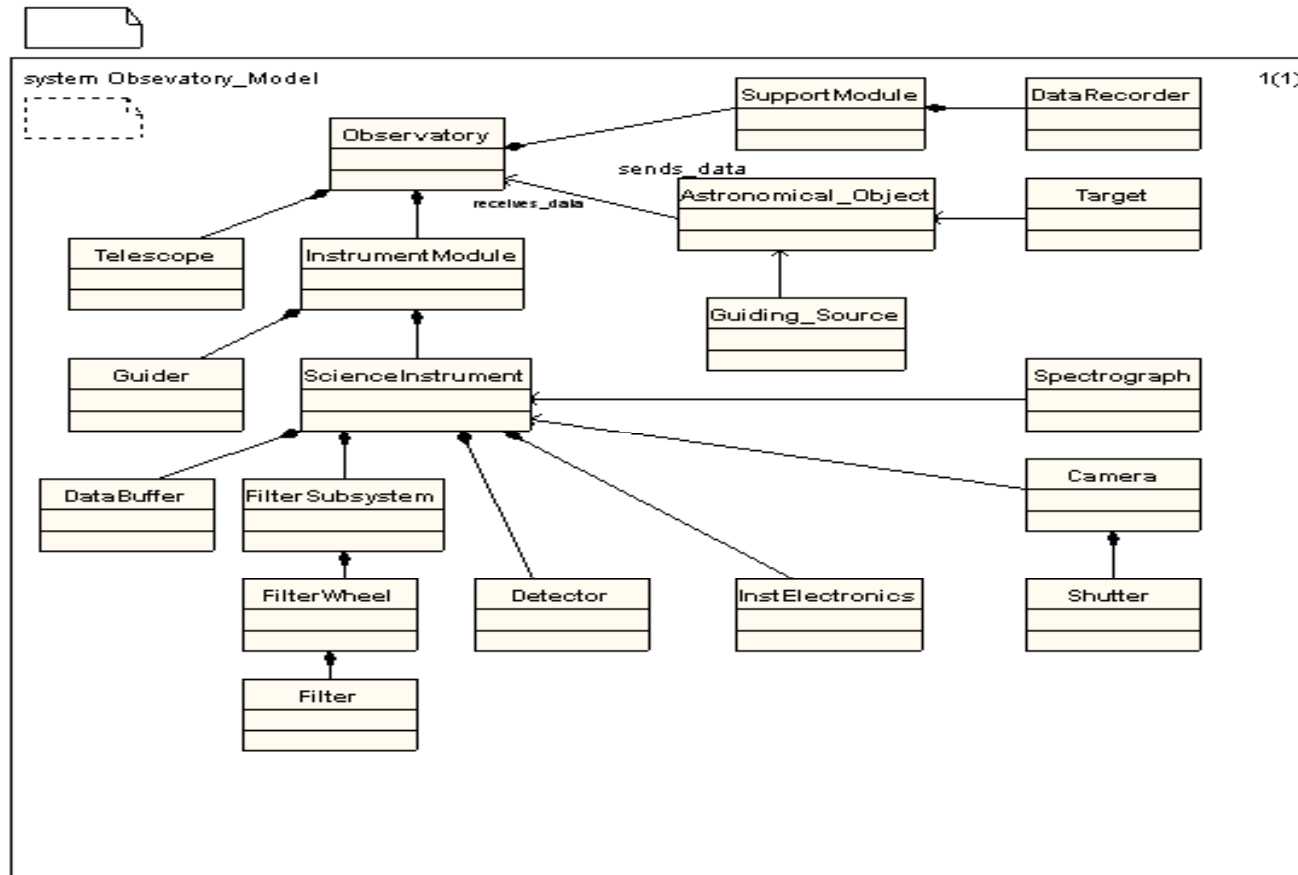 system Obsevatory_Model
1(1)
SupportModule
DataRecorder
Observatory
sends_data
receives_data
Astronomical_Object
Target
Telescope
InstrumentModule
Guiding_Source
Guider
ScienceInstrument
Spectrograph
DataBuffer
FilterSubsystem
Camera
FilterWheel
Detector
InstElectronics
Shutter
Filter